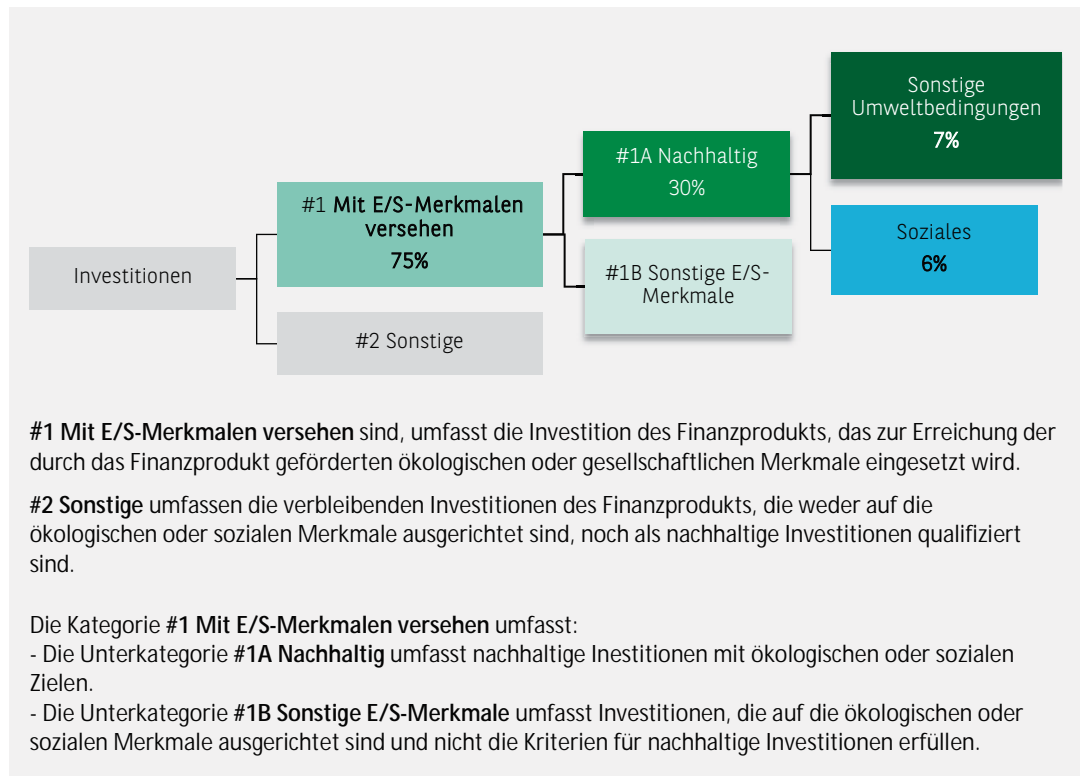 Investitionen
#1 Mit E/S-Merkmalen
versehen
75%
#2 Sonstige
#1A Nachhaltig
30%
#1B Sonstige E/S-
Merkmale
Sonstige
Umweltbedingungen
7%
Soziales
6%
#1 Mit E/S-Merkmalen versehen sind, umfasst die Investition des Finanzprodukts, das zur Erreichung der
durch das Finanzprodukt geförderten ökologischen oder gesellschaftlichen Merkmale eingesetzt wird.
#2 Sonstige umfassen die verbleibenden Investitionen des Finanzprodukts, die weder auf die
ökologischen oder sozialen Merkmale ausgerichtet sind, noch als nachhaltige Investitionen qualifiziert
sind.
Die Kategorie #1 Mit E/S-Merkmalen versehen umfasst:
- Die Unterkategorie #1A Nachhaltig umfasst nachhaltige Inestitionen mit ökologischen oder sozialen
Zielen.
- Die Unterkategorie #1B Sonstige E/S-Merkmale umfasst Investitionen, die auf die ökologischen oder
sozialen Merkmale ausgerichtet sind und nicht die Kriterien für nachhaltige Investitionen erfüllen.